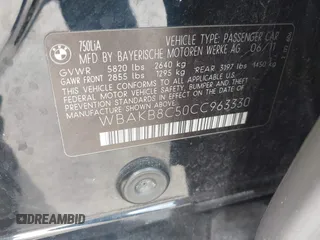 750LiA
VEHICLE TYPE: PASSENGER CAR
MFD BY BAYERISCHE MOTOREN WERKE AG 06/11
GVWR 5820 lbs 2640 kg
GAWR FRONT 2855 lbs 1295 kg REAR 3197 lbs 1450 kg
THIS VEHICLE CONFORMS TO ALL APPLICABLE
FEDERAL MOTOR VEHICLE SAFETY, BUMPER, AND
THEFT PREVENTION STANDARDS IN EFFECT ON THE DATE
OF MANUFACTURE SHOWN ABOVE
WBAKB8C50CC963330
DREAMBID